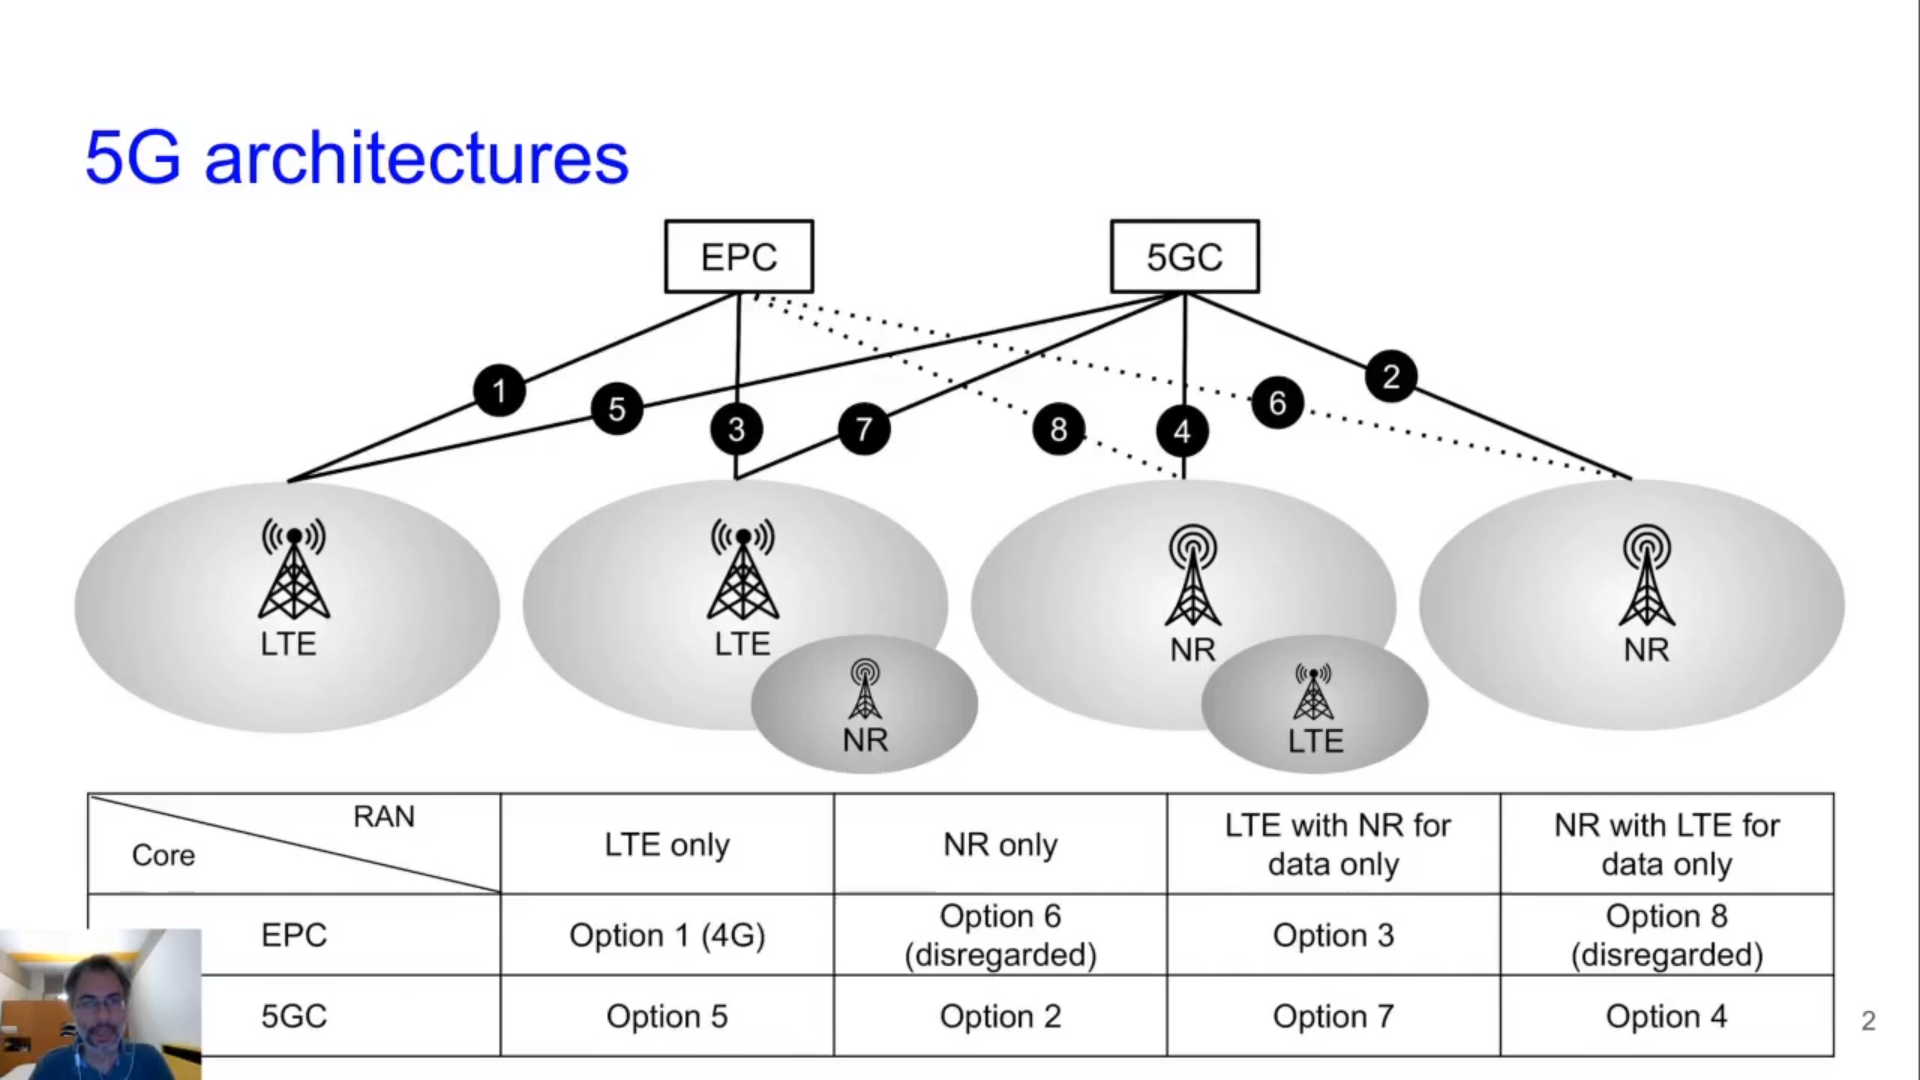 5G architectures
EPC
5GC
1
5
3
7
8
4
6
2
LTE
LTE
NR
NR
NR
LTE
RAN
Core
LTE only
NR only
LTE with NR for
data only
NR with LTE for
data only
EPC
Option 1 (4G)
Option 6
(disregarded)
Option 3
Option 8
(disregarded)
5GC
Option 5
Option 2
Option 7
Option 4
2